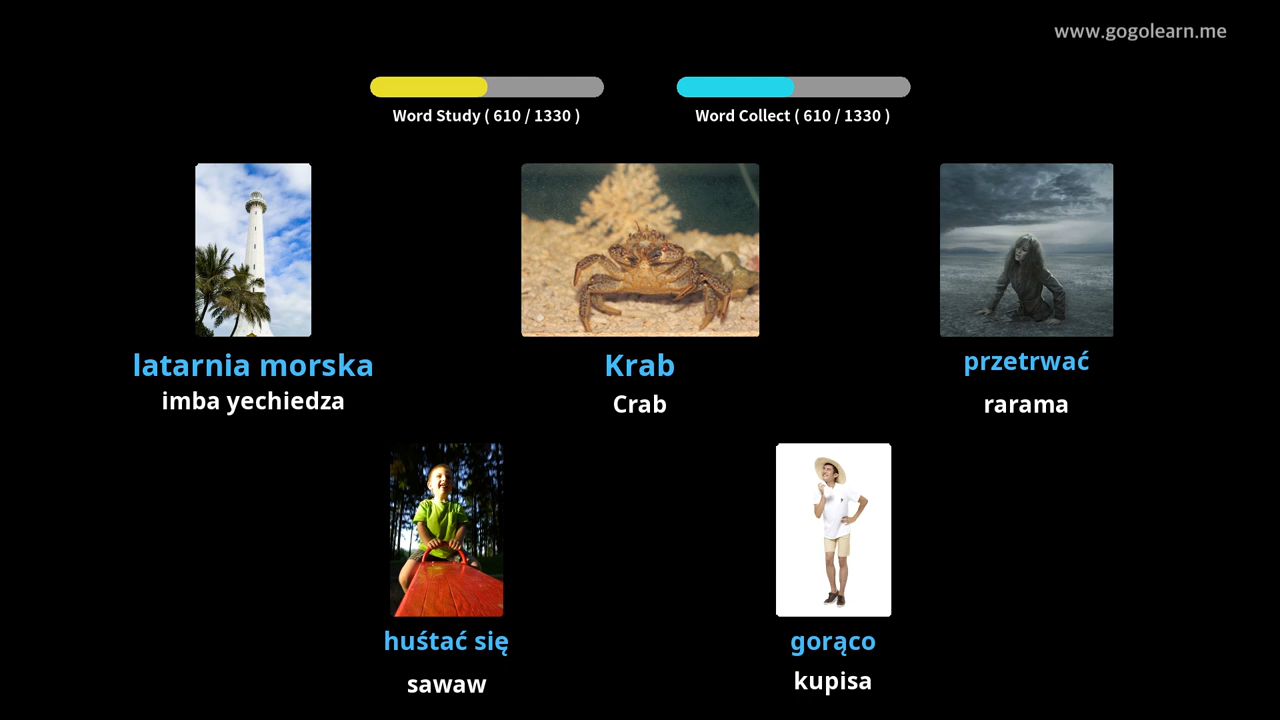 www.gogolearn.me
Word Study ( 610 / 1330 )
Word Collect ( 610 / 1330 )
latarnia morska
imba yechiedza
Krab
Crab
przetrwać
rarama
huśtać się
sawaw
gorąco
kupisa